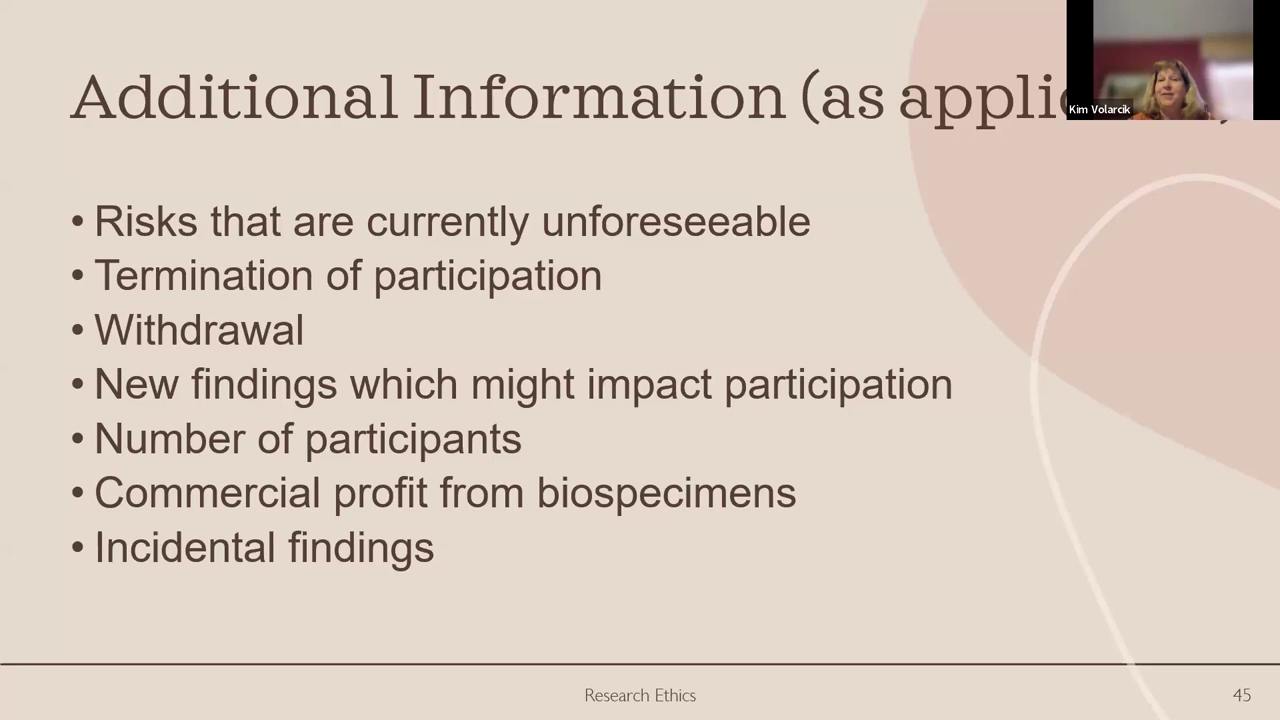 Additional Information (as
Kim Volarcik
• Risks that are currently unforeseeable
• Termination of participation
• Withdrawal
• New findings which might impact participation
• Number of participants
• Commercial profit from biospecimens
• Incidental findings
Research Ethics
45